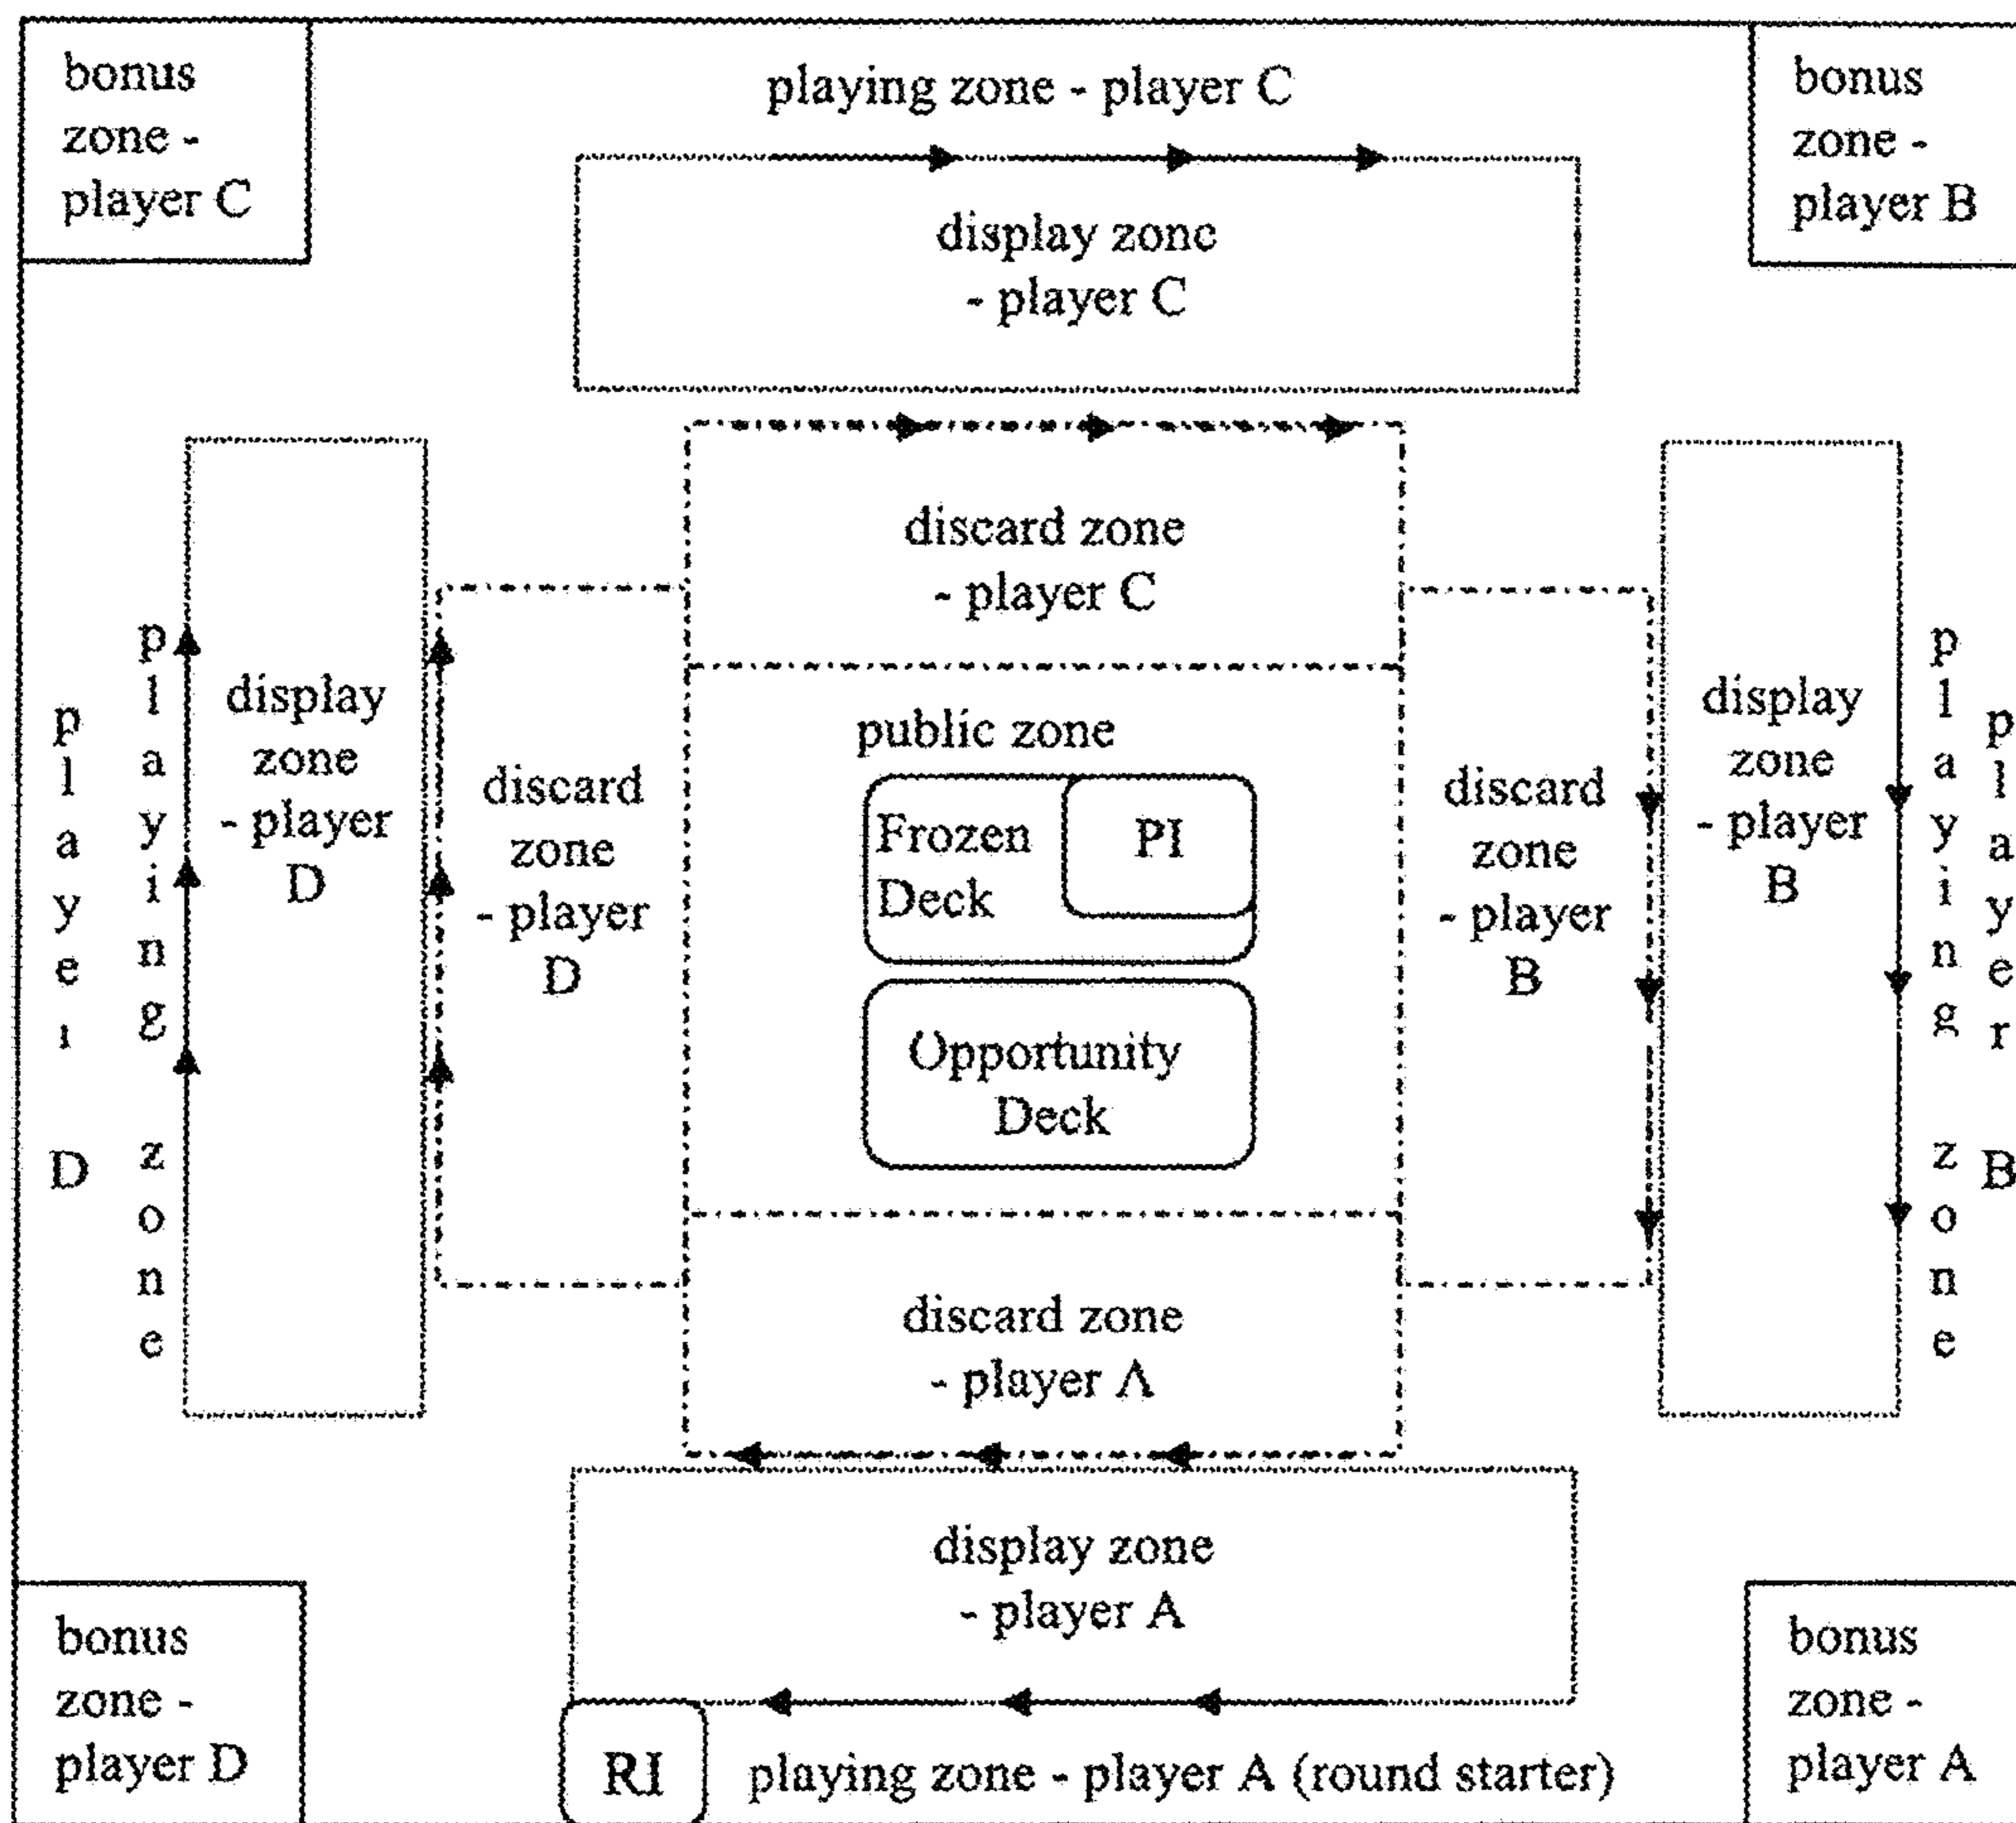 bonus
zone -
player C
playing zone - player C
bonus
zone -
player B
display zone
- player C
discard zone
- player C
player D
playing zone
display
zone
- player
D
discard
zone
- player
D
public zone
Frozen
Deck
PI
Opportunity
Deck
discard
zone
- player
B
display
zone
- player
B
playing zone
player B
discard zone
- player A
display zone
- player A
bonus
zone -
player D
RI
playing zone - player A (round starter)
bonus
zone -
player A